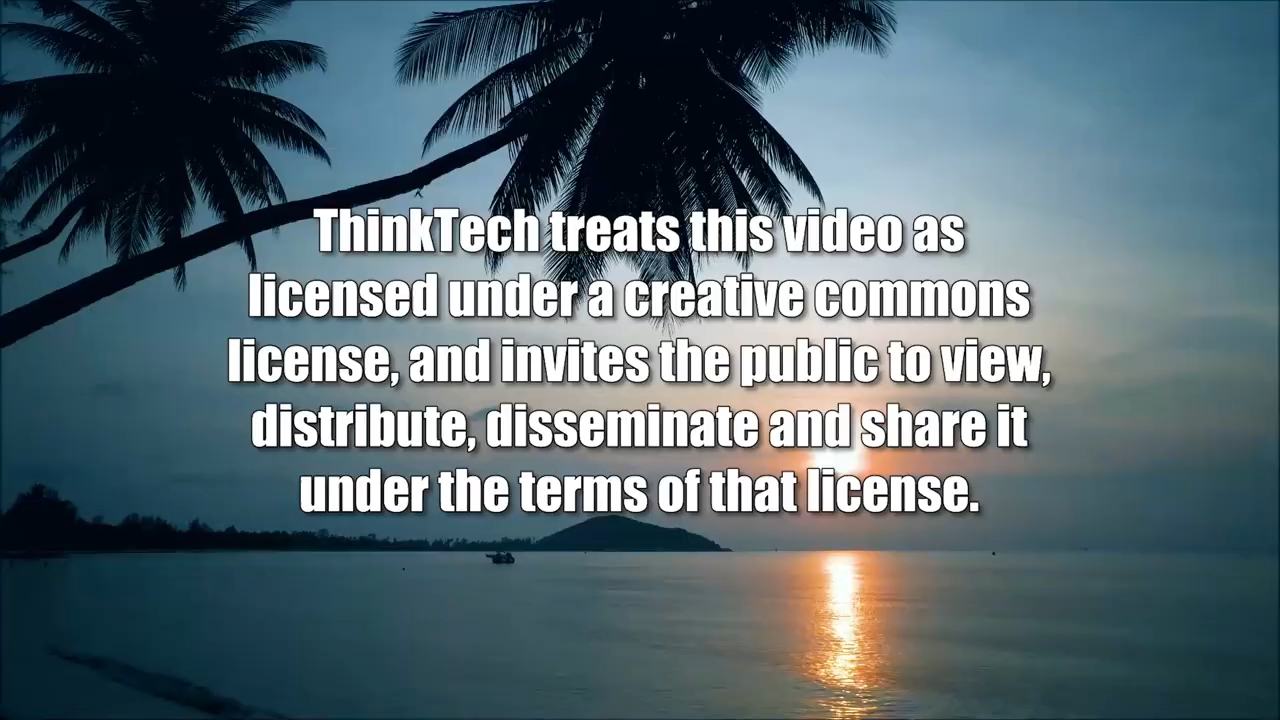 ThinkTech treats this video as
licensed under a creative commons
license, and invites the public to view,
distribute, disseminate and share it
under the terms of that license.